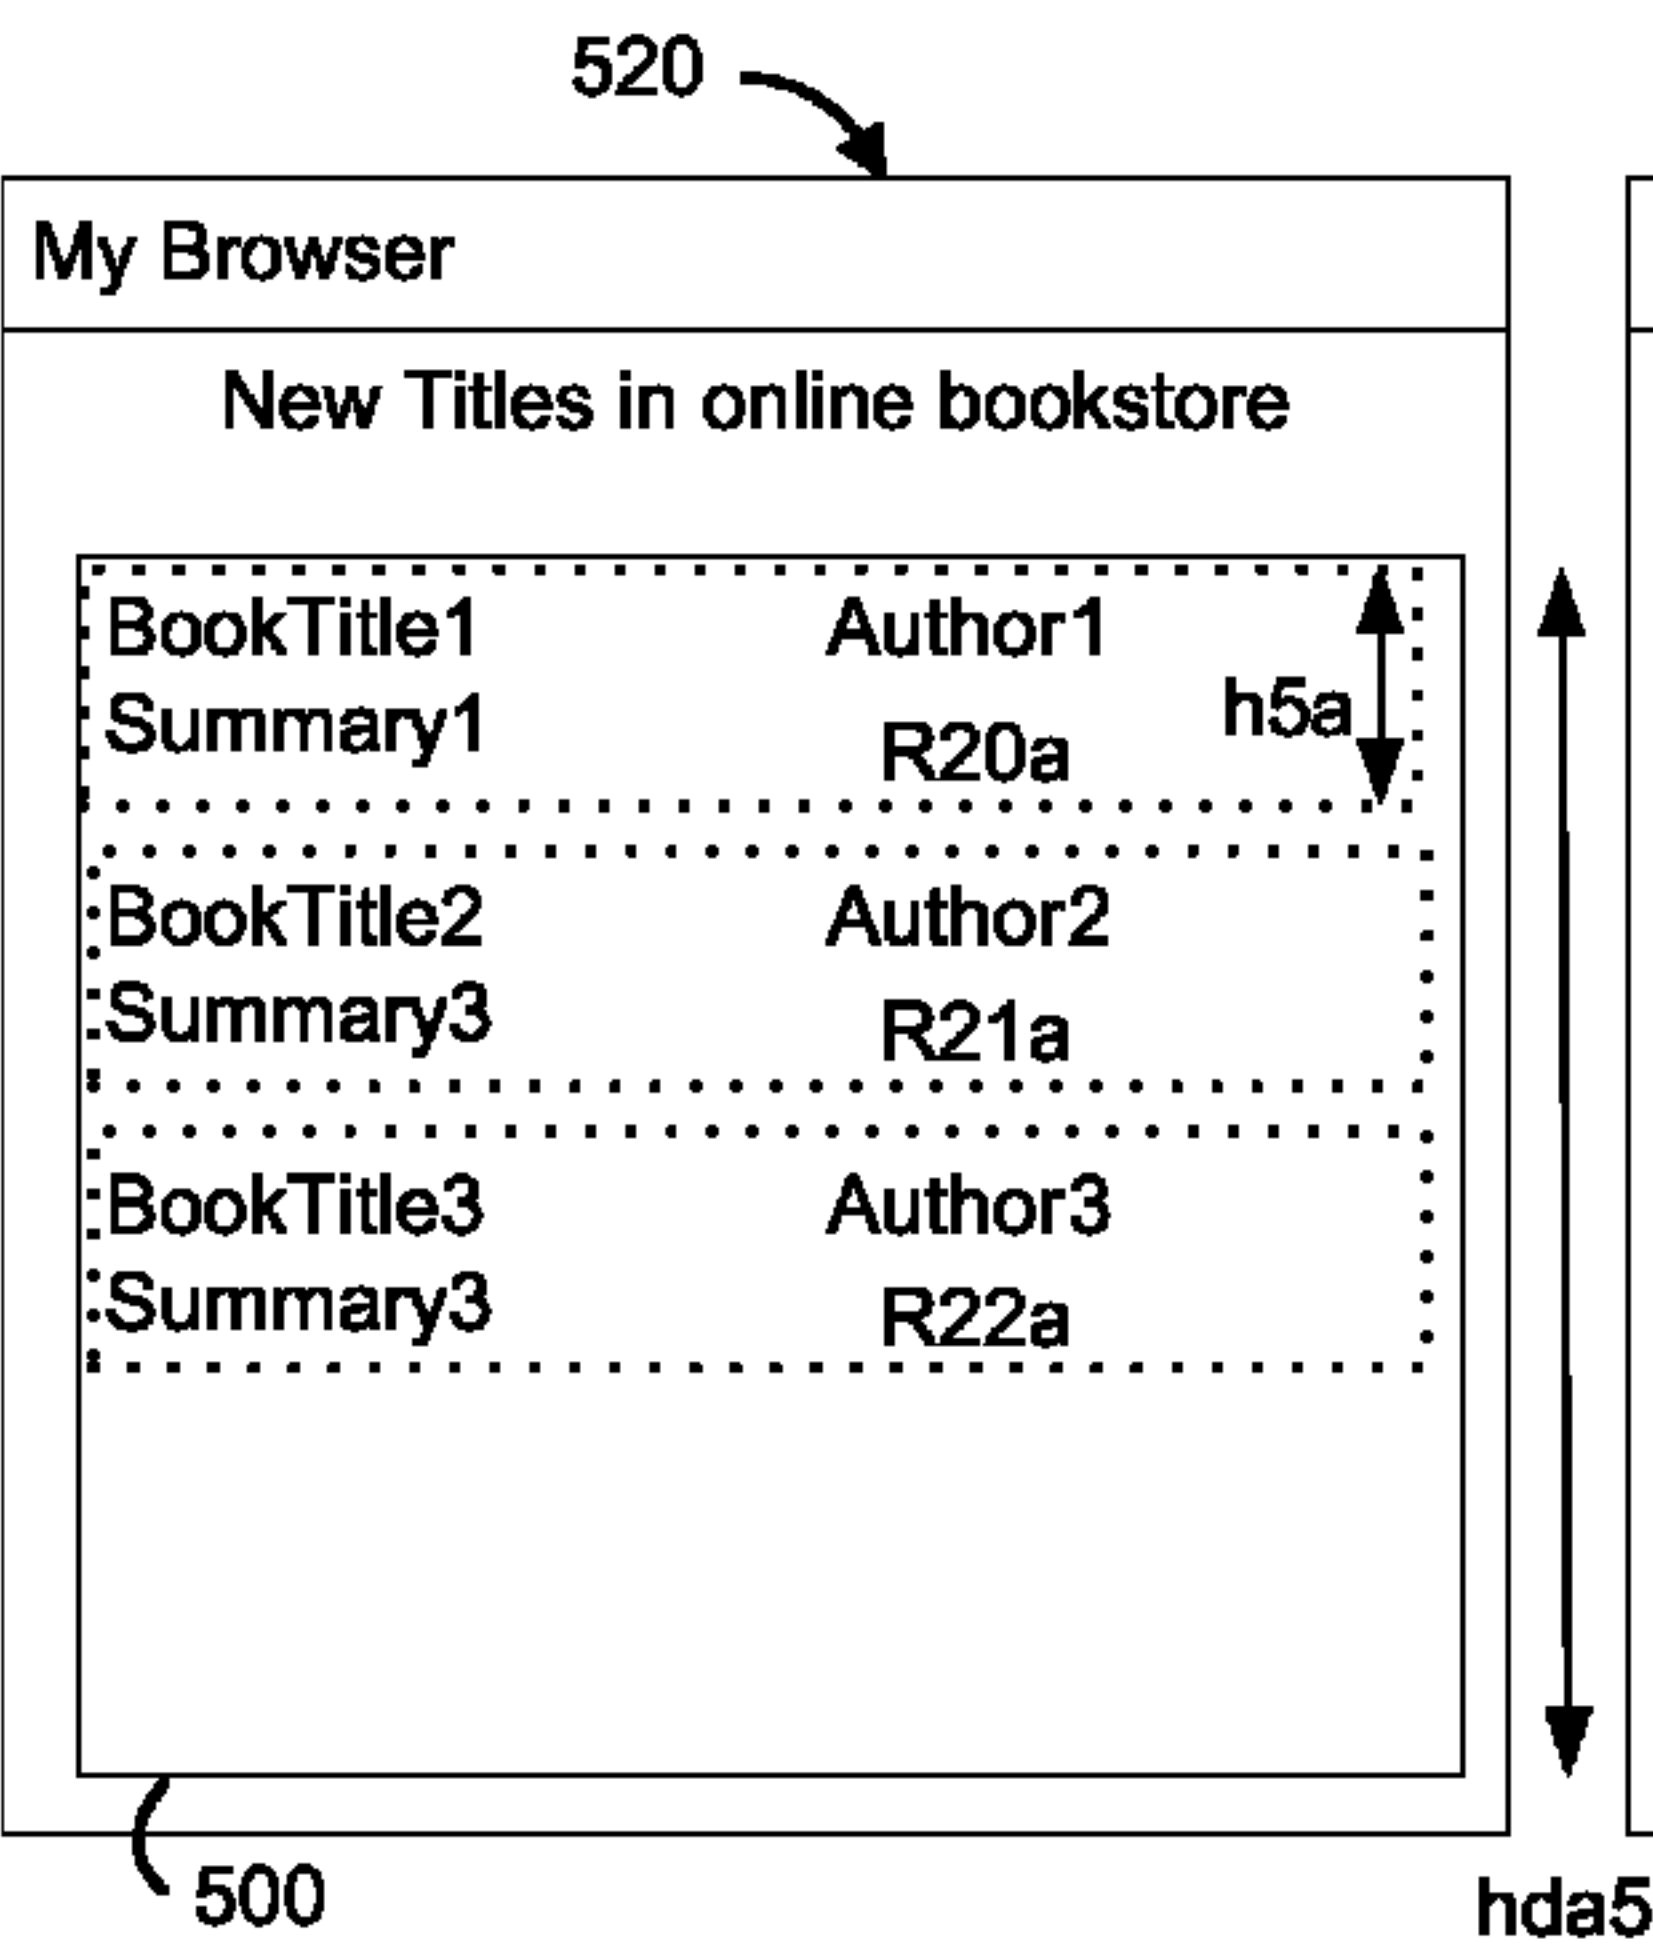 520
My Browser
New Titles in online bookstore
BookTitle1 Author1
Summary1 R20a h5a
BookTitle2 Author2
Summary3 R21a
BookTitle3 Author3
Summary3 R22a
500
hda5